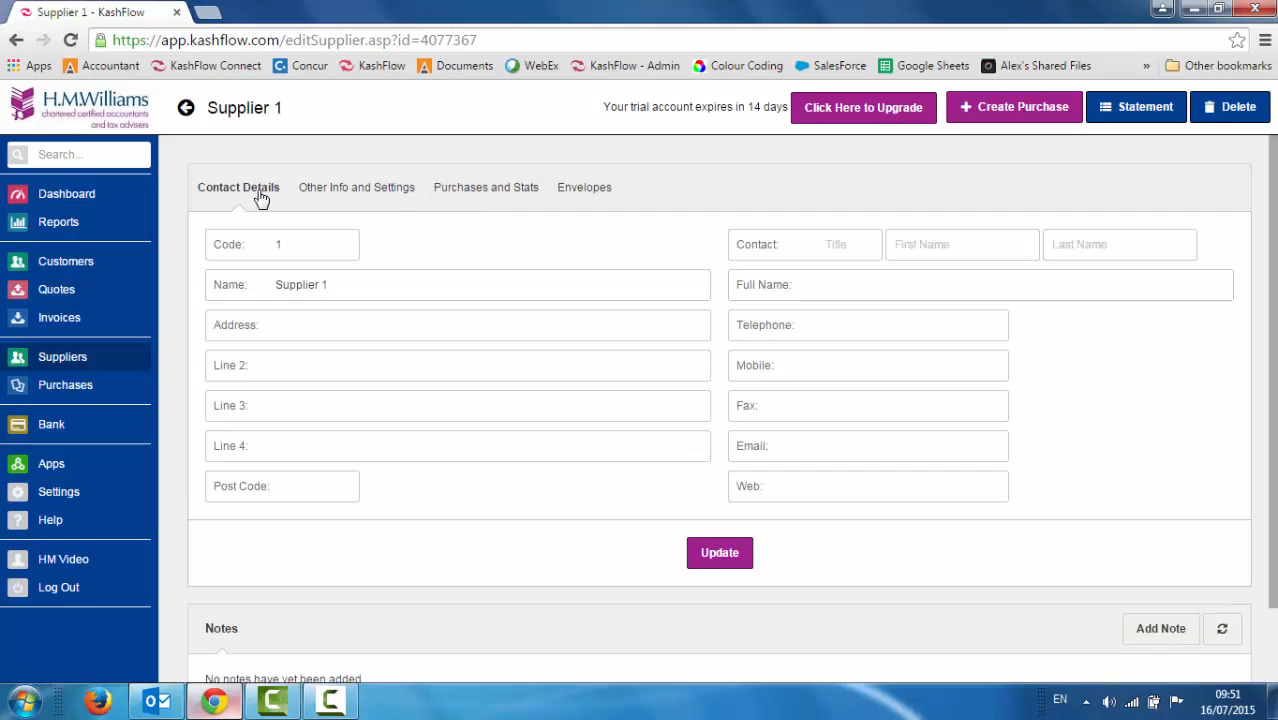 Supplier 1 - KashFlow
https://app.kashflow.com/editSupplier.asp?id=4077367
Apps Accountant KashFlow Connect Concur KashFlow Documents WebEx KashFlow - Admin Colour Coding SalesForce Google Sheets Alex's Shared Files » Other bookmarks
H.M.Williams
chartered certified accountants
and tax advisers
Supplier 1
Your trial account expires in 14 days
Click Here to Upgrade
Create Purchase
Statement
Delete
Search...
Dashboard
Reports
Customers
Quotes
Invoices
Suppliers
Purchases
Bank
Apps
Settings
Help
HM Video
Log Out
Contact Details Other Info and Settings Purchases and Stats Envelopes
Code: 1
Name: Supplier 1
Address:
Line 2:
Line 3:
Line 4:
Post Code:
Contact: Title First Name Last Name
Full Name:
Telephone:
Mobile:
Fax:
Email:
Web:
Update
Notes
Add Note
No notes have yet been added
EN
09:51
16/07/2015